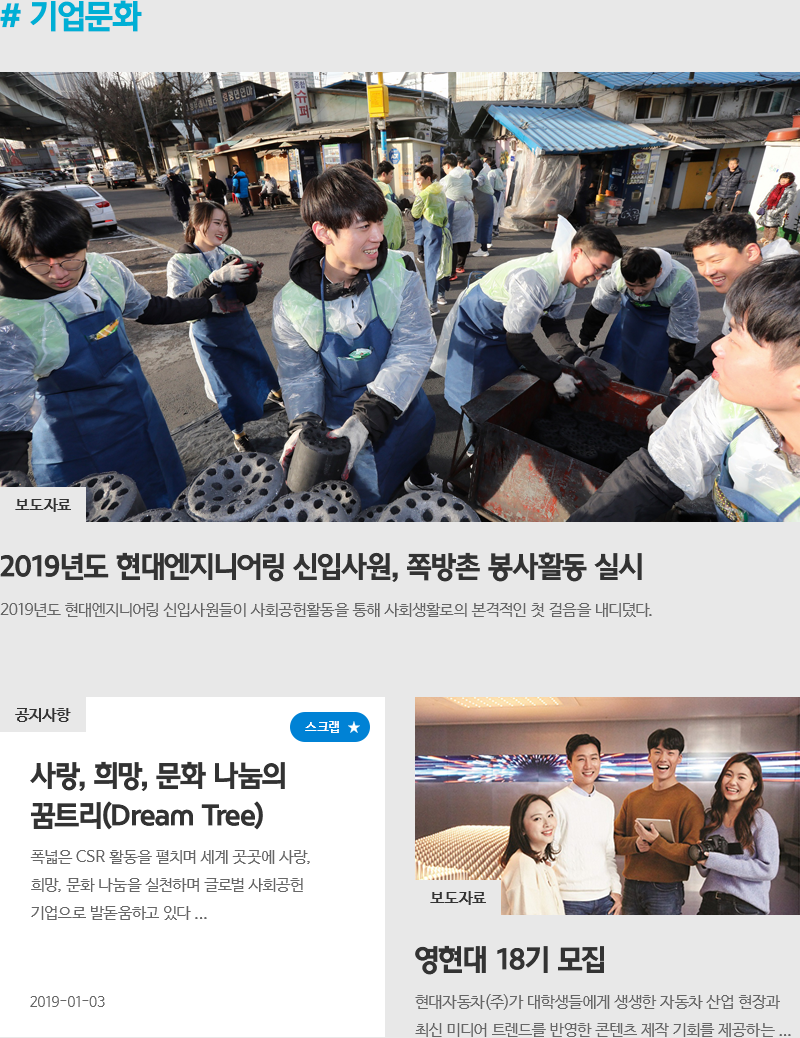 # 기업문화
슈퍼
보도자료
2019년도 현대엔지니어링 신입사원, 쪽방촌 봉사활동 실시
2019년도 현대엔지니어링 신입사원들이 사회공헌활동을 통해 사회생활로의 본격적인 첫 걸음을 내디뎠다.
공지사항
스크랩 ★
사랑, 희망, 문화 나눔의
꿈트리(Dream Tree)
폭넓은 CSR 활동을 펼치며 세계 곳곳에 사랑,
희망, 문화 나눔을 실천하며 글로벌 사회공헌
기업으로 발돋움하고 있다 ...
2019-01-03
보도자료
영현대 18기 모집
현대자동차(주)가 대학생들에게 생생한 자동차 산업 현장과
최신 미디어 트렌드를 반영한 콘텐츠 제작 기회를 제공하는 ...